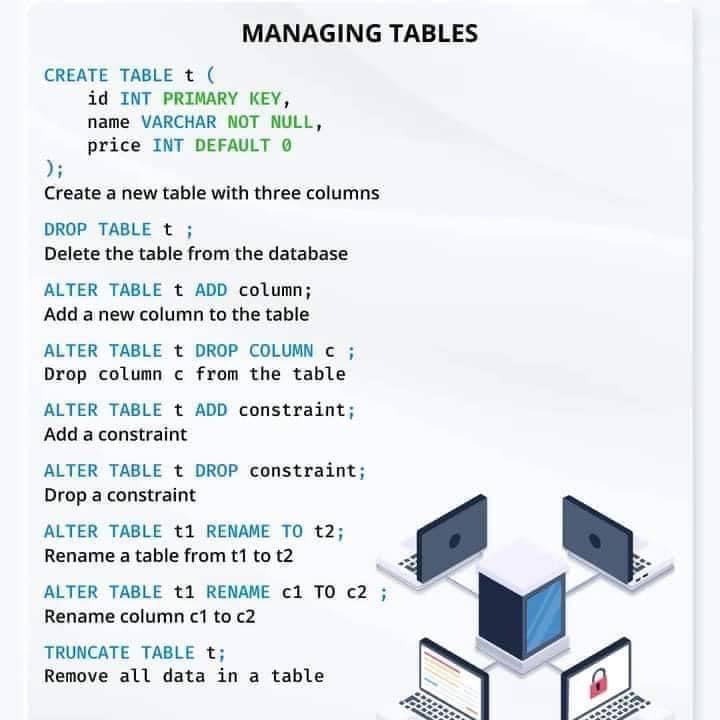 MANAGING TABLES
CREATE TABLE t (
id INT PRIMARY KEY,
name VARCHAR NOT NULL,
price INT DEFAULT 0
);
Create a new table with three columns
DROP TABLE t ;
Delete the table from the database
ALTER TABLE t ADD column;
Add a new column to the table
ALTER TABLE t DROP COLUMN c ;
Drop column c from the table
ALTER TABLE t ADD constraint;
Add a constraint
ALTER TABLE t DROP constraint;
Drop a constraint
ALTER TABLE t1 RENAME TO t2;
Rename a table from t1 to t2
ALTER TABLE t1 RENAME c1 TO c2 ;
Rename column c1 to c2
TRUNCATE TABLE t;
Remove all data in a table